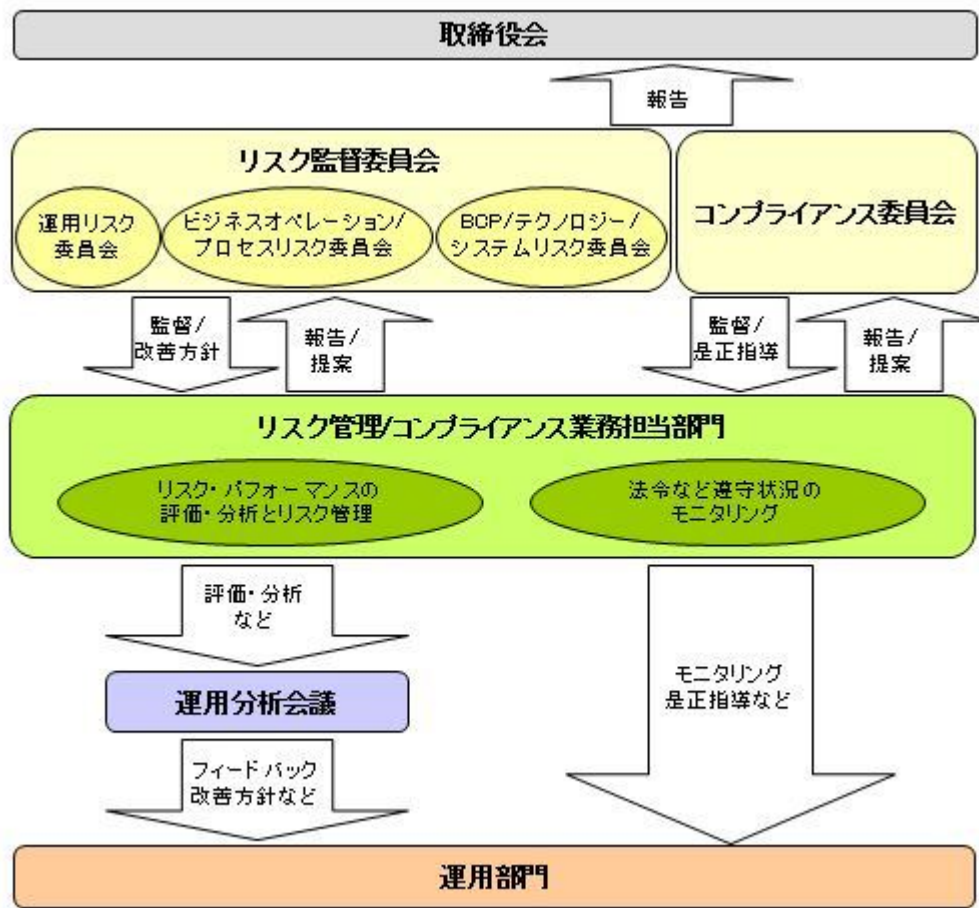 取締役会
報告
リスク監督委員会
運用リスク
委員会
ビジネスオペレーション/
プロセスリスク委員会
BCP/テクノロジー/
システムリスク委員会
コンプライアンス委員会
監督/
改善方針
報告/
提案
監督/
是正指導
報告/
提案
リスク管理/コンプライアンス業務担当部門
リスク・パフォーマンスの
評価・分析とリスク管理
法令など遵守状況の
モニタリング
評価・分析
など
運用分析会議
モニタリング
是正指導など
フィードバック
改善方針など
運用部門